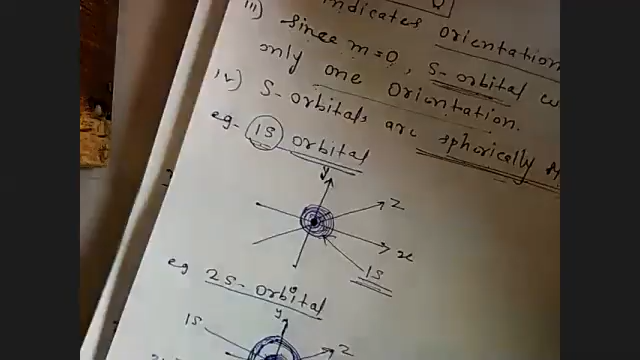 iii) indicates orientation
since m=0, s-orbital
only one orientation.
iv) S-orbitals are spherically
eg- 1S orbital
y
z
x
1S
eg 2S-orbital
y
1S
z